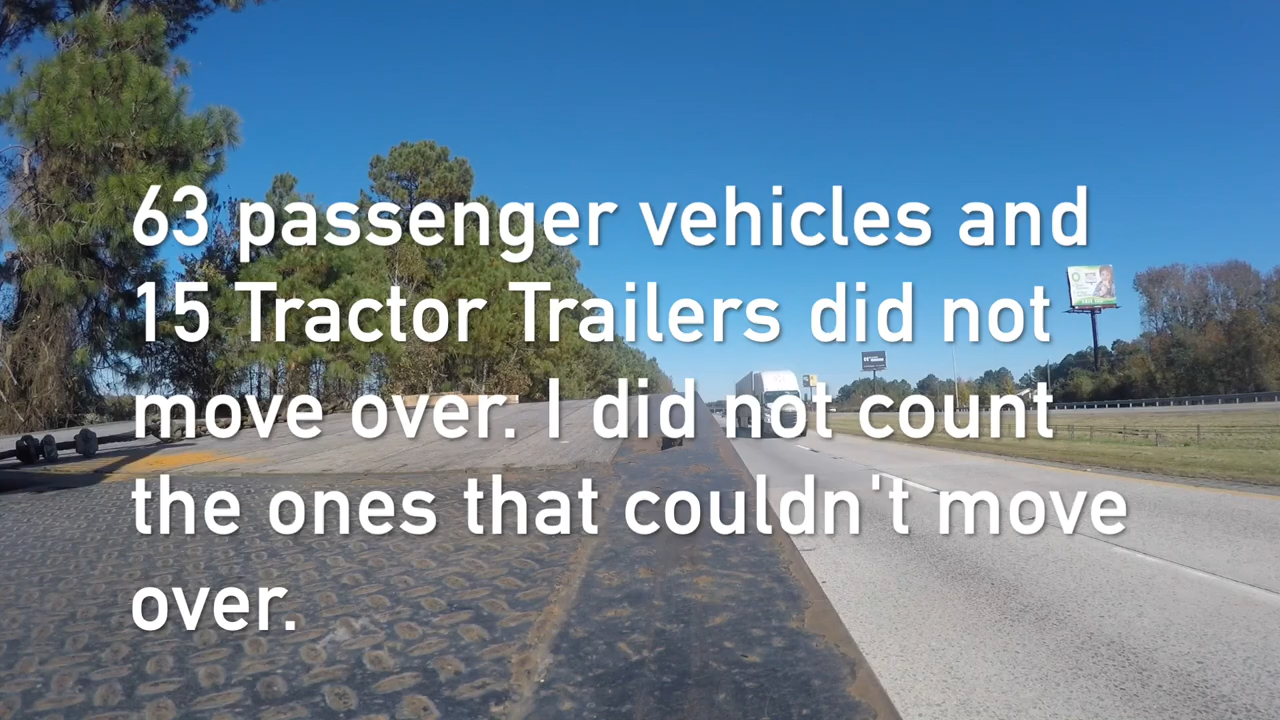 63 passenger vehicles and
15 Tractor Trailers did not
move over. I did not count
the ones that couldn't move
over.